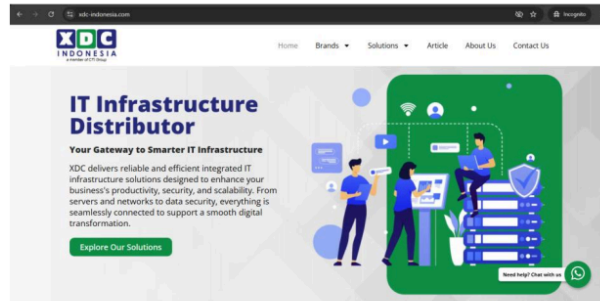 xdc-indonesia.com
Incognito
XDC
INDONESIA
a member of CTI Group
Home Brands Solutions Article About Us Contact Us
IT Infrastructure
Distributor
Your Gateway to Smarter IT Infrastructure
XDC delivers reliable and efficient integrated IT
infrastructure solutions designed to enhance your
business's productivity, security, and scalability. From
servers and networks to data security, everything is
seamlessly connected to support a smooth digital
transformation.
Explore Our Solutions
Need help? Chat with us